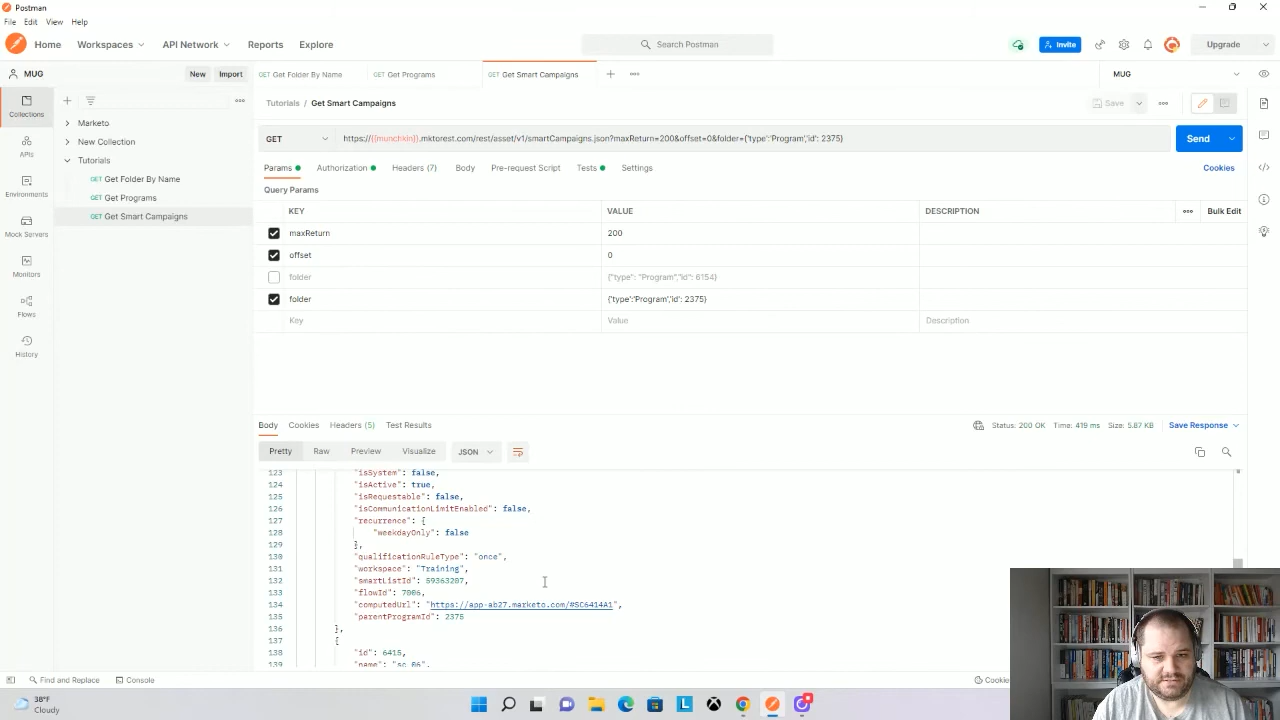 Postman
File Edit View Help
Home Workspaces API Network Reports Explore Search Postman Invite Upgrade
MUG New Import GET Get Folder By Name GET Get Programs GET Get Smart Campaigns MUG
Collections
APIs
Environments
Mock Servers
Monitors
Flows
History
Marketo
New Collection
Tutorials
GET Get Folder By Name
GET Get Programs
GET Get Smart Campaigns
Tutorials / Get Smart Campaigns Save
GET https://{{munchkin}}.mktorest.com/rest/asset/v1/smartCampaigns.json?maxReturn=200&offset=0&folder={'type':'Program','id': 2375} Send
Params Authorization Headers (7) Body Pre-request Script Tests Settings Cookies
Query Params
KEY VALUE DESCRIPTION Bulk Edit
maxReturn 200
offset 0
folder {"type": "Program","id": 6154}
folder {'type':'Program','id': 2375}
Key Value Description
Body Cookies Headers (5) Test Results Status: 200 OK Time: 419 ms Size: 5.87 KB Save Response
Pretty Raw Preview Visualize JSON
123 "isSystem": false,
124 "isActive": true,
125 "isRequestable": false,
126 "isCommunicationLimitEnabled": false,
127 "recurrence": {
128 "weekdayOnly": false
129 },
130 "qualificationRuleType": "once",
131 "workspace": "Training",
132 "smartListId": 59363207,
133 "flowId": 7006,
134 "computedUrl": "https://app-ab27.marketo.com/#SC6414A1",
135 "parentProgramId": 2375
136 },
137 {
138 "id": 6415,
139 "name": "sc 06",
Find and Replace Console Cookie
38°F
Cloudy